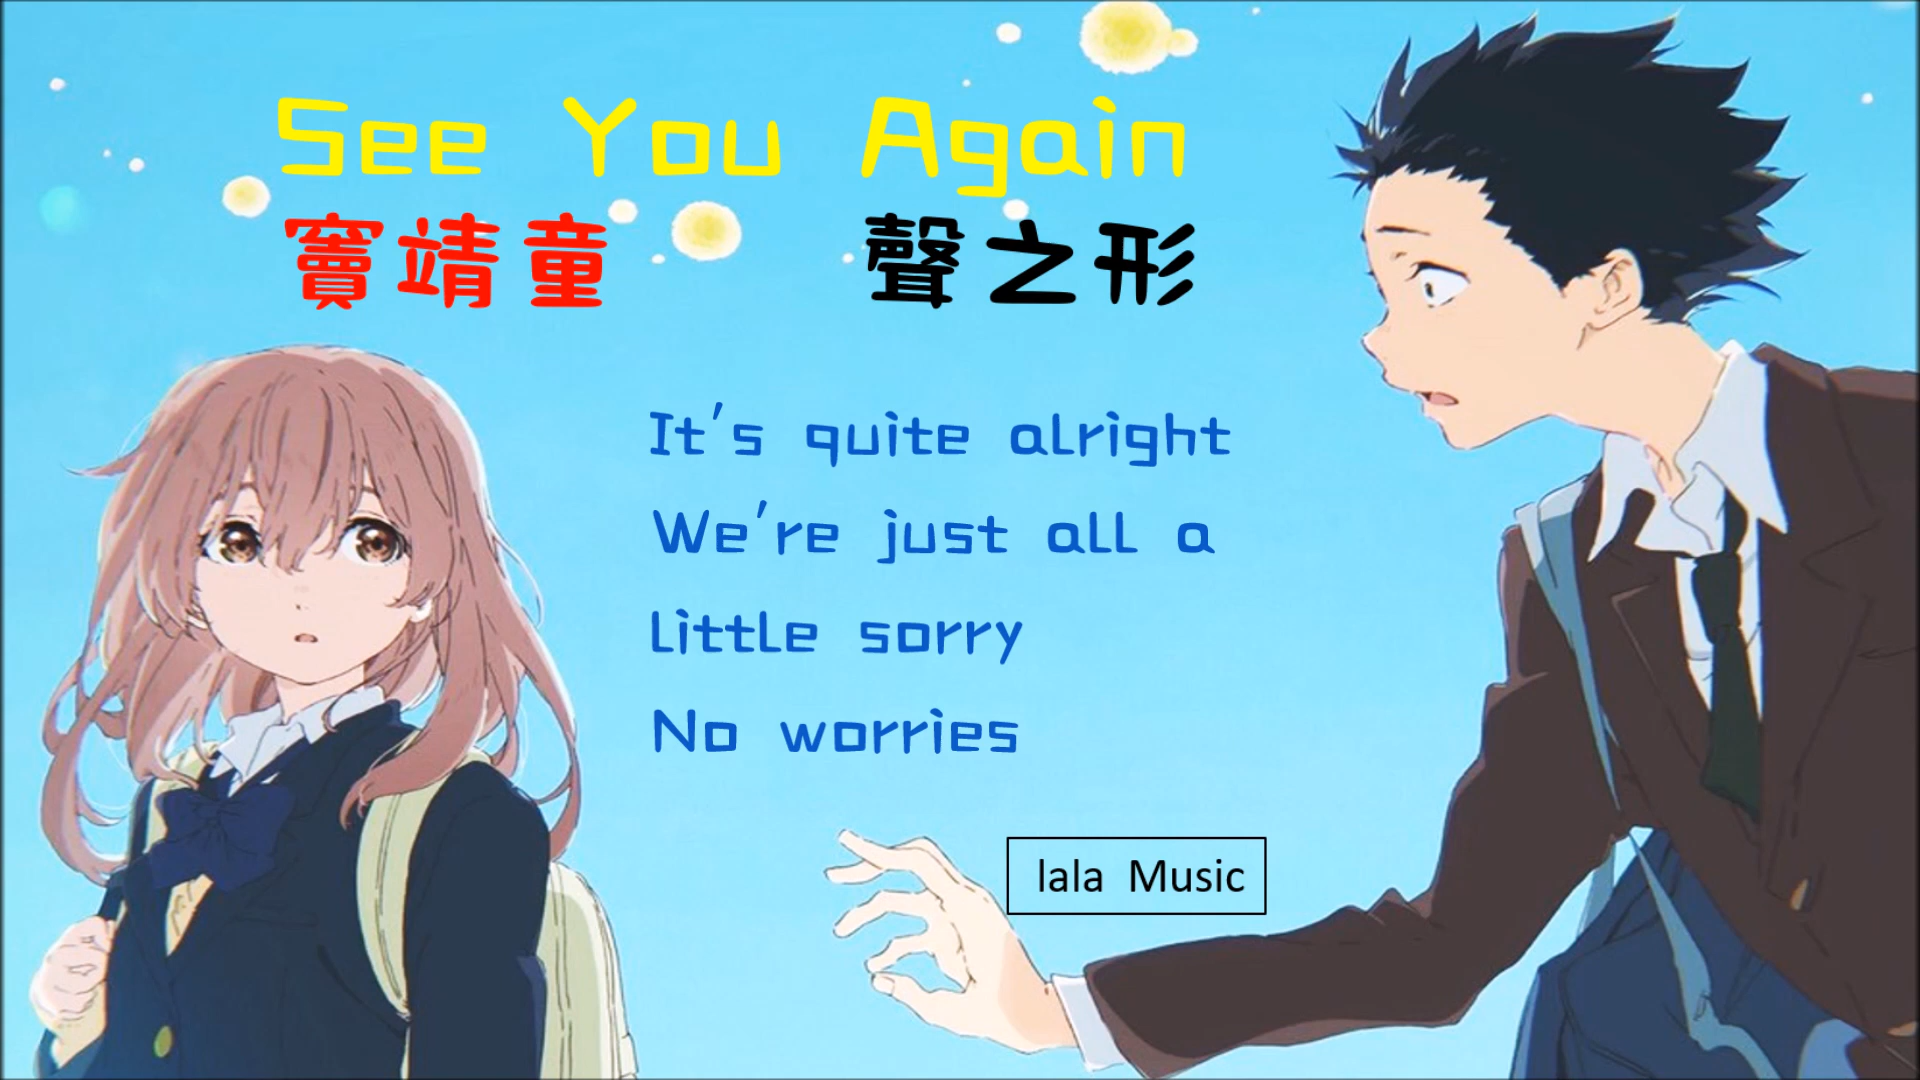 See You Again
竇靖童 聲之形
It's quite alright
We're just all a
little sorry
No worries
lala Music